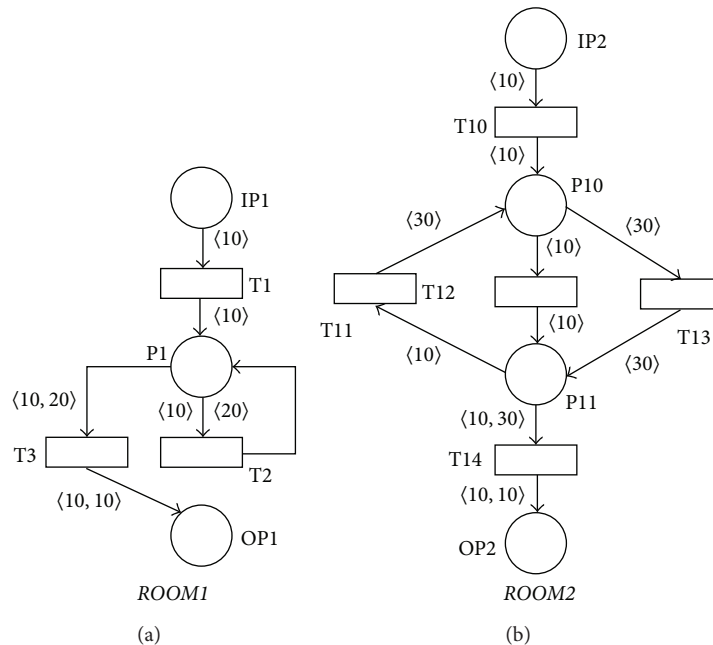 IP1
⟨10⟩
T1
⟨10⟩
P1
⟨10, 20⟩
⟨10⟩
⟨20⟩
T3
T2
⟨10, 10⟩
OP1
ROOM1
(a)
IP2
⟨10⟩
T10
⟨10⟩
P10
⟨30⟩
⟨10⟩
⟨30⟩
T12
T11
⟨10⟩
T13
⟨10⟩
⟨30⟩
P11
⟨10, 30⟩
T14
⟨10, 10⟩
OP2
ROOM2
(b)